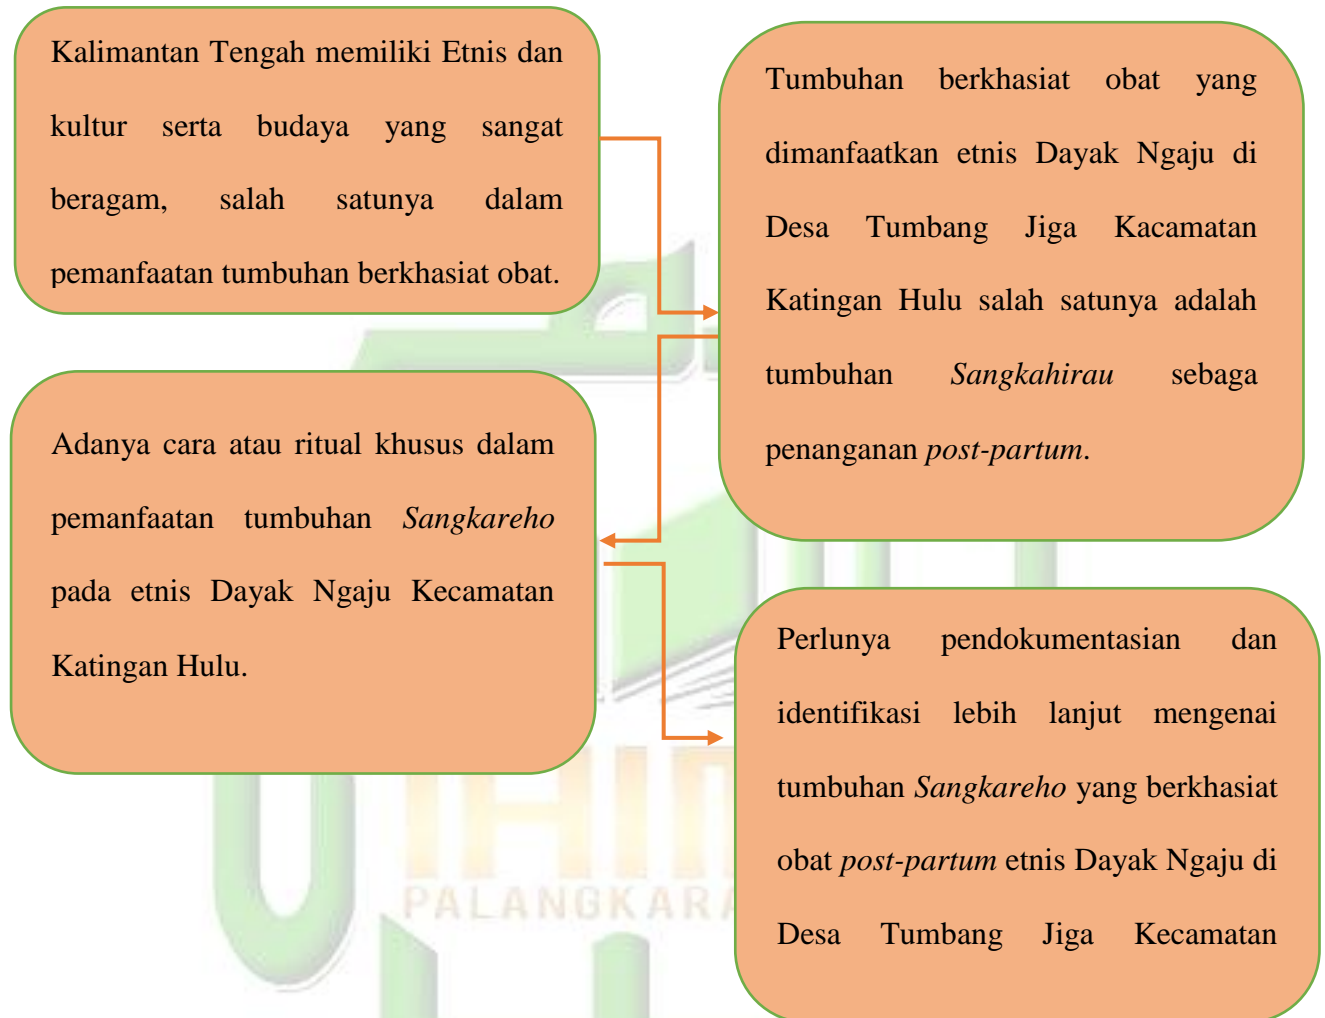 Kalimantan Tengah memiliki Etnis dan
kultur serta budaya yang sangat
beragam, salah satunya dalam
pemanfaatan tumbuhan berkhasiat obat.
Tumbuhan berkhasiat obat yang
dimanfaatkan etnis Dayak Ngaju di
Desa Tumbang Jiga Kacamatan
Katingan Hulu salah satunya adalah
tumbuhan Sangkahirau sebaga
penanganan post-partum.
Adanya cara atau ritual khusus dalam
pemanfaatan tumbuhan Sangkareho
pada etnis Dayak Ngaju Kecamatan
Katingan Hulu.
Perlunya pendokumentasian dan
identifikasi lebih lanjut mengenai
tumbuhan Sangkareho yang berkhasiat
obat post-partum etnis Dayak Ngaju di
Desa Tumbang Jiga Kecamatan